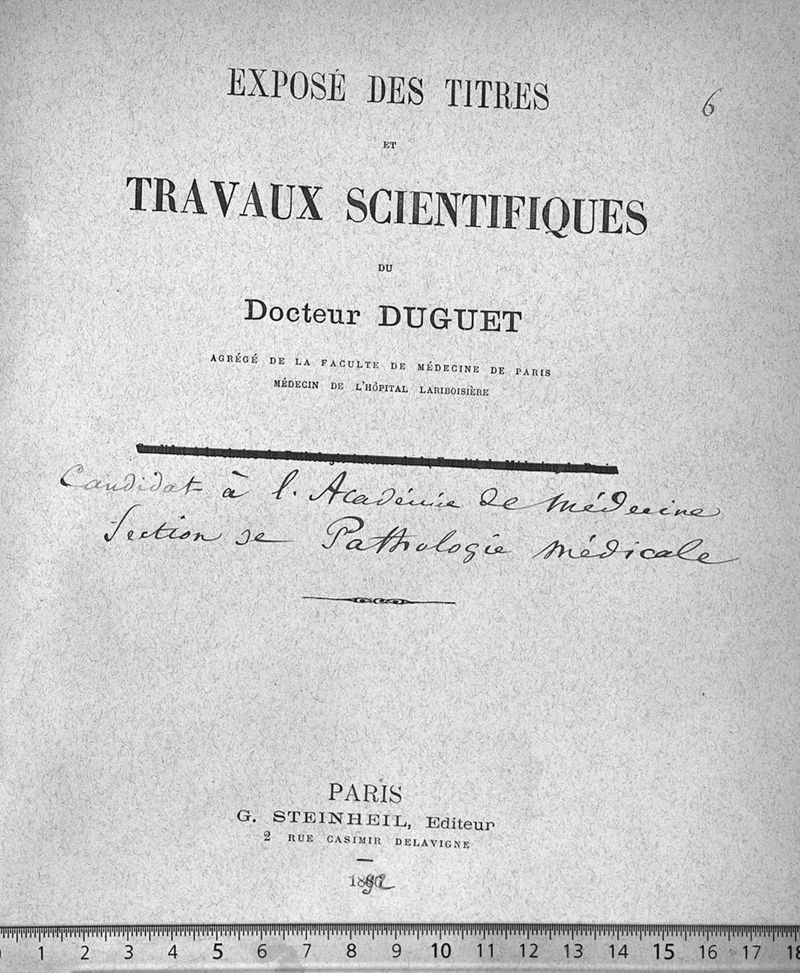 EXPOSÉ DES TITRES
6
ET
TRAVAUX SCIENTIFIQUES
DU
Docteur DUGUET
AGRÉGÉ DE LA FACULTE DE MÉDECINE DE PARIS
MÉDECIN DE L'HÔPITAL LARIBOISIÈRE
Candidat à l'Académie de Médecine
Section de Pathologie médicale
PARIS
G. STEINHEIL, Editeur
2 RUE CASIMIR DELAVIGNE
1 2 3 4 5 6 7 8 9 10 11 12 13 14 15 16 17 18